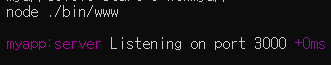 node ./bin/www
myapp:server Listening on port 3000 +0ms